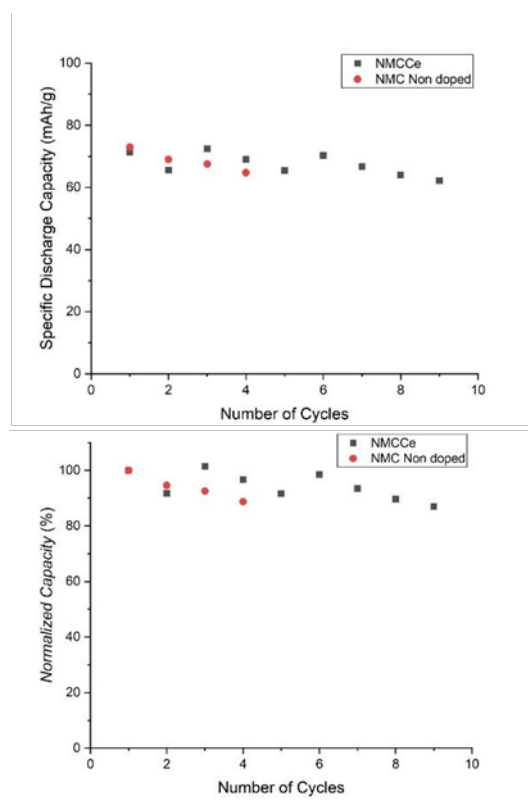 NMCCe
NMC Non doped
100
80
60
40
20
0
Specific Discharge Capacity (mAh/g)
0 2 4 6 8 10
Number of Cycles
NMCCe
NMC Non doped
100
80
60
40
20
0
Normalized Capacity (%)
0 2 4 6 8 10
Number of Cycles